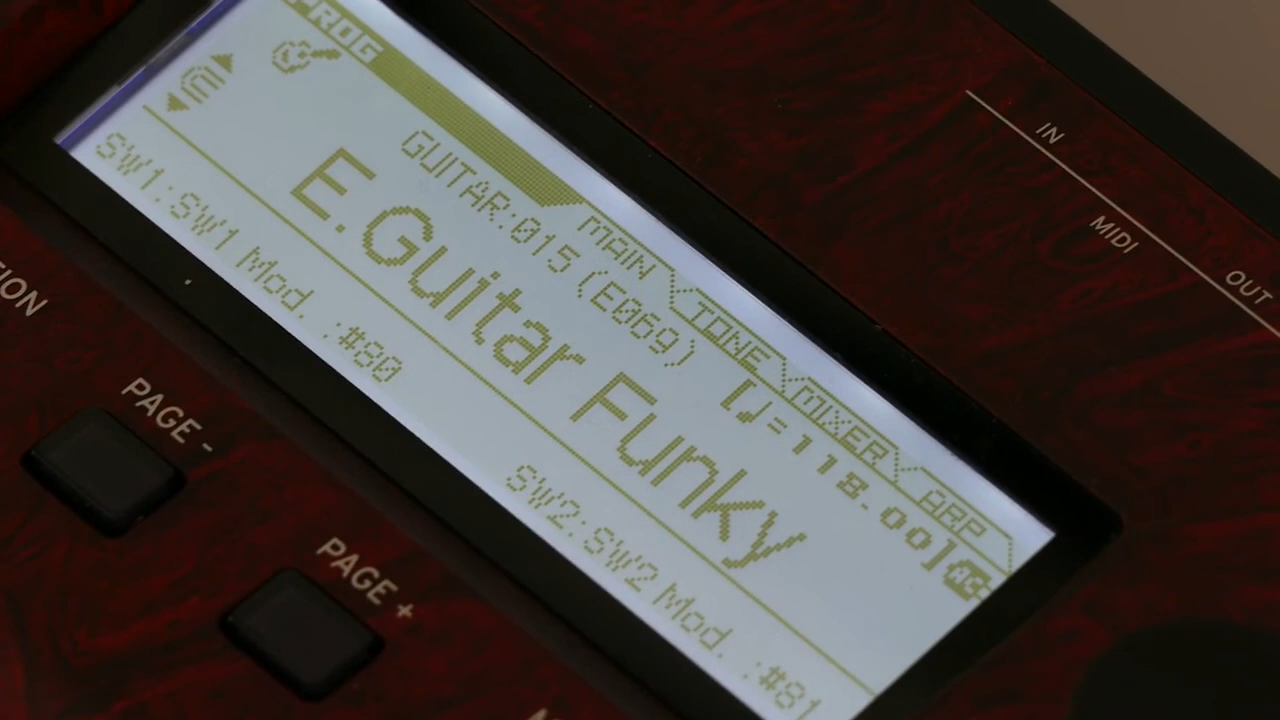 PROG
MAIN TONE MIXER ARP
GUITAR:015 (E069) [♩=118.00]
E.Guitar Funky
SW1:SW1 Mod. :#80
SW2:SW2 Mod. :#81
PAGE -
PAGE +
IN
MIDI
OUT